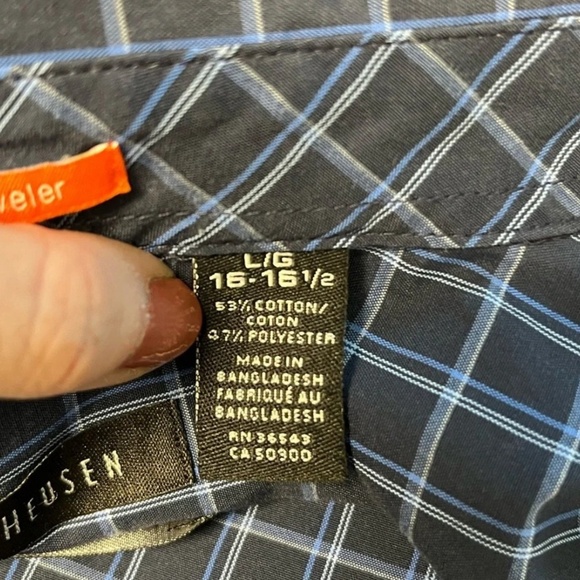 veler
L/G
16-16 1/2
53% COTTON/
COTON
47% POLYESTER
MADE IN
BANGLADESH
FABRIQUÉ AU
BANGLADESH
RN 36543
CA 50900
HEUSEN